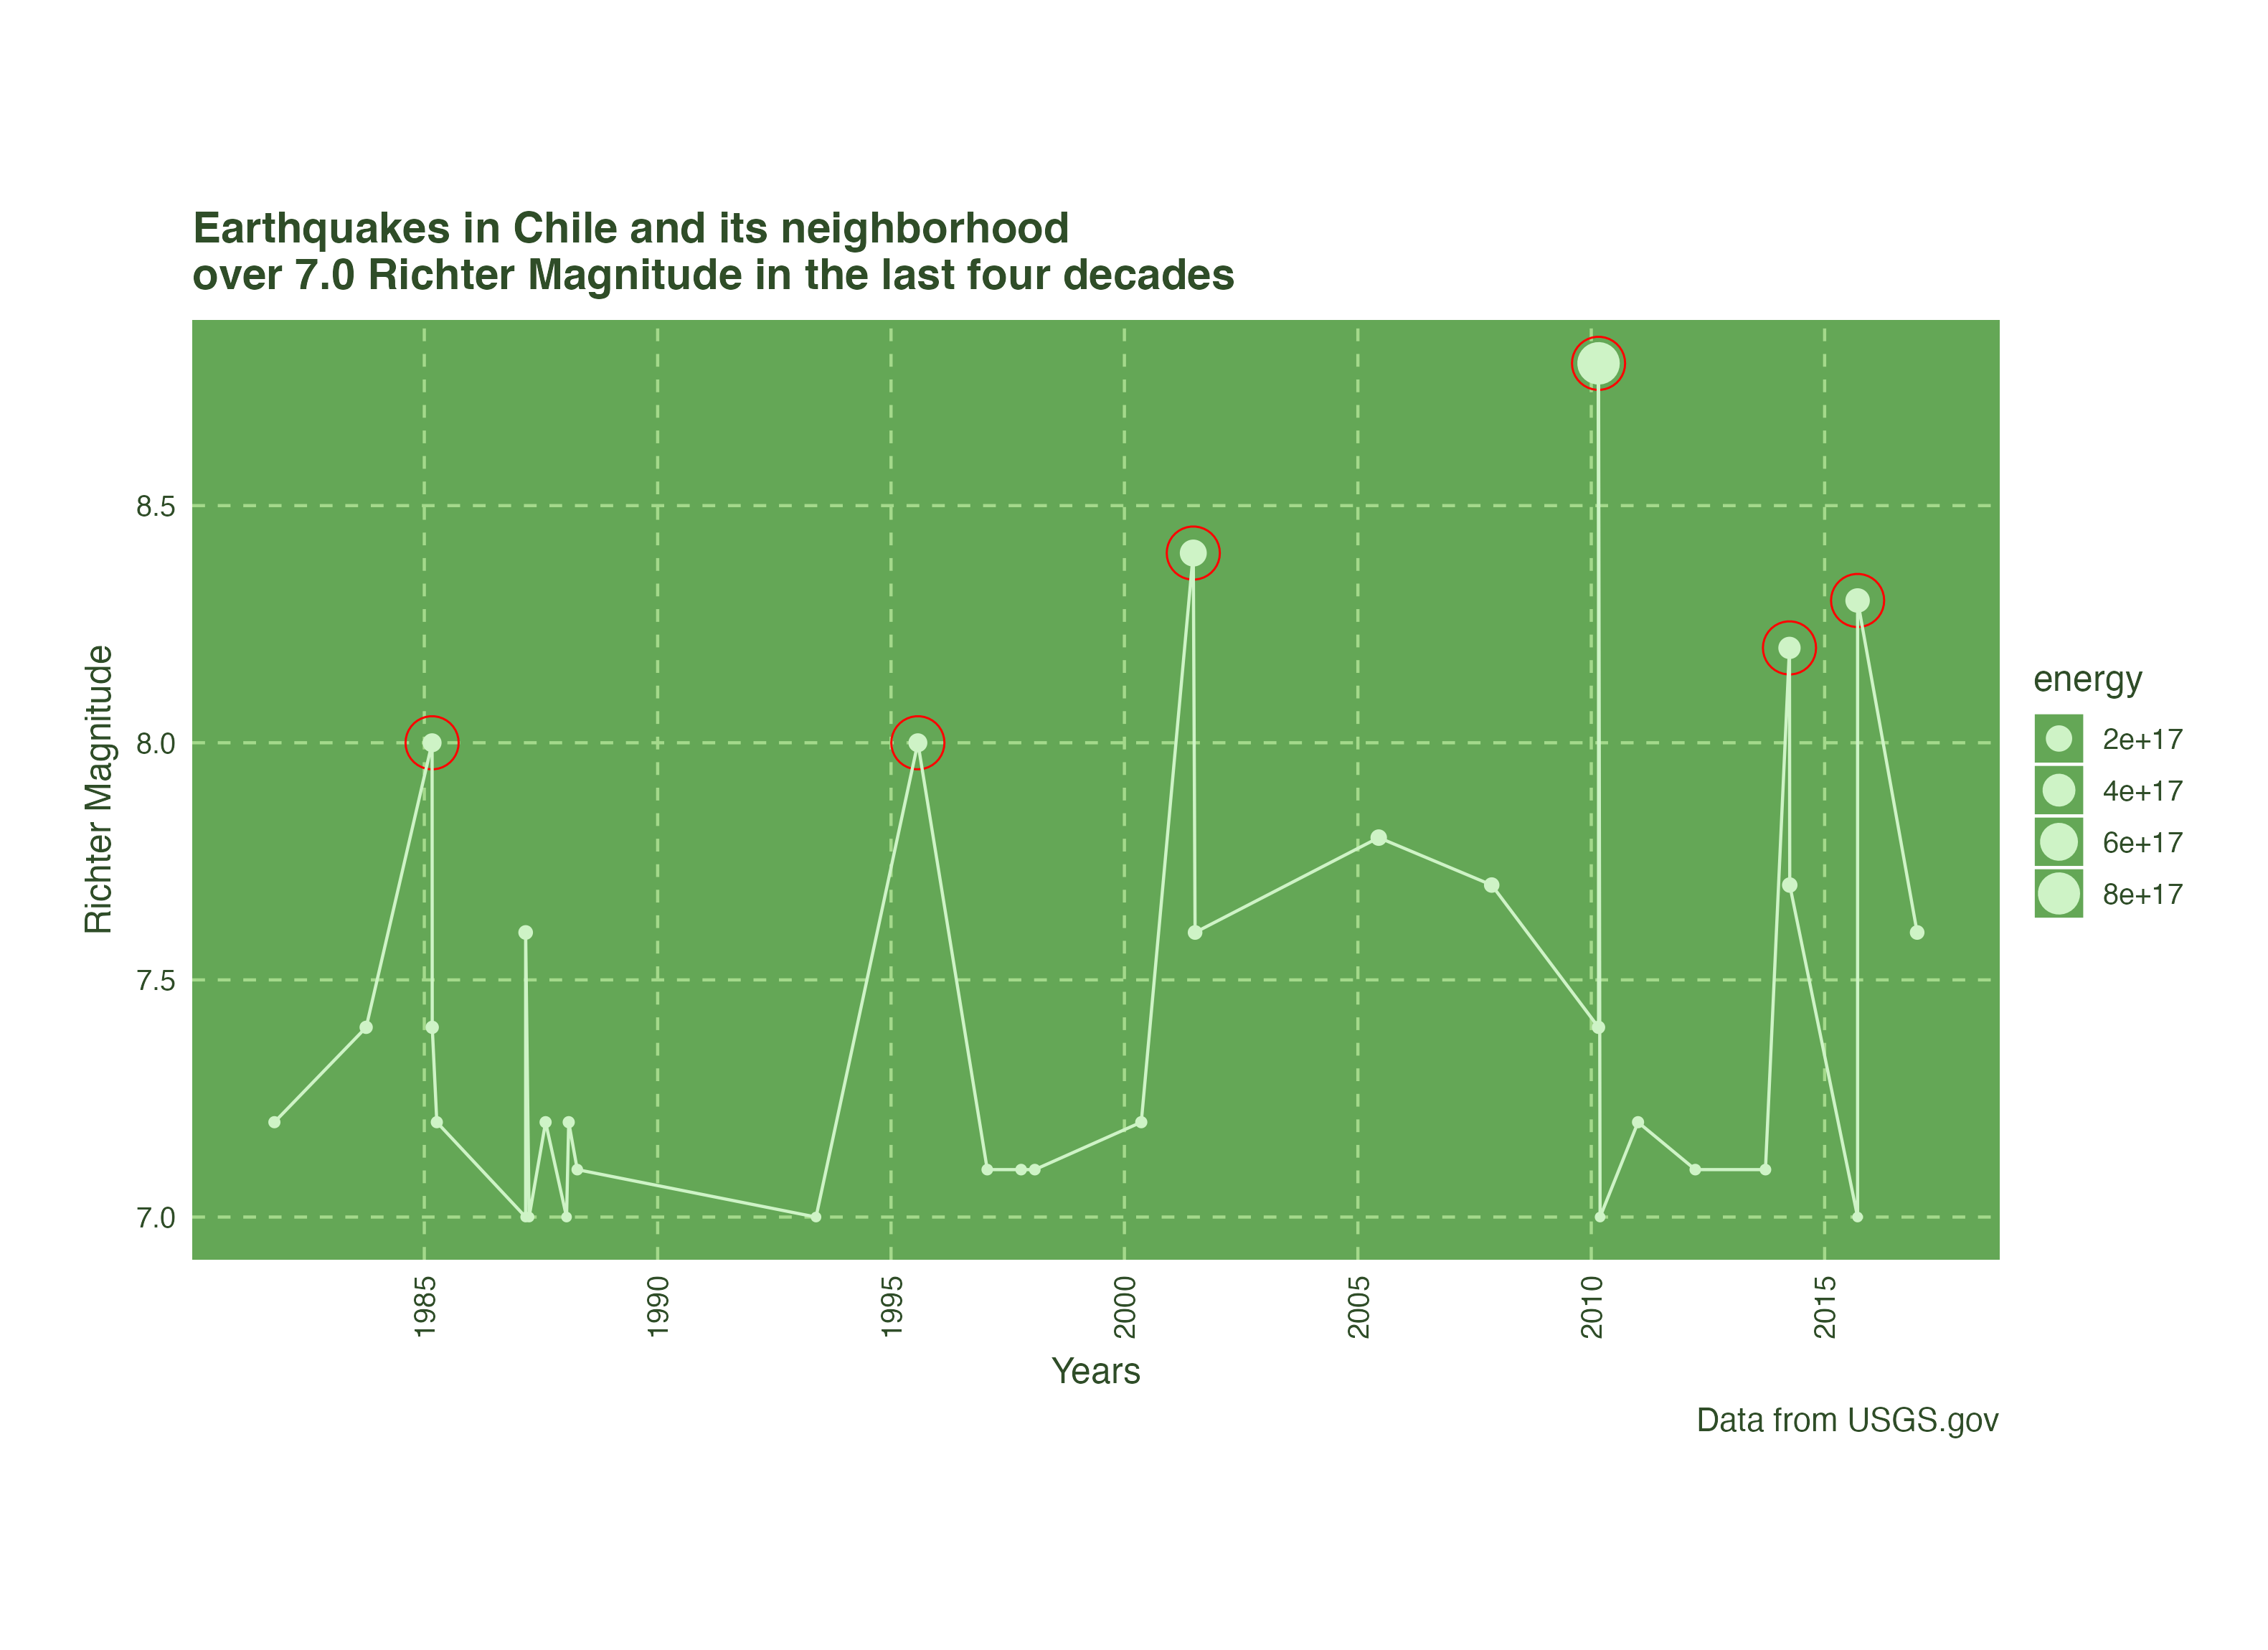 Earthquakes in Chile and its neighborhood
over 7.0 Richter Magnitude in the last four decades
Richter Magnitude
8.5
8.0
7.5
7.0
1985
1990
1995
2000
2005
2010
2015
Years
energy
2e+17
4e+17
6e+17
8e+17
Data from USGS.gov